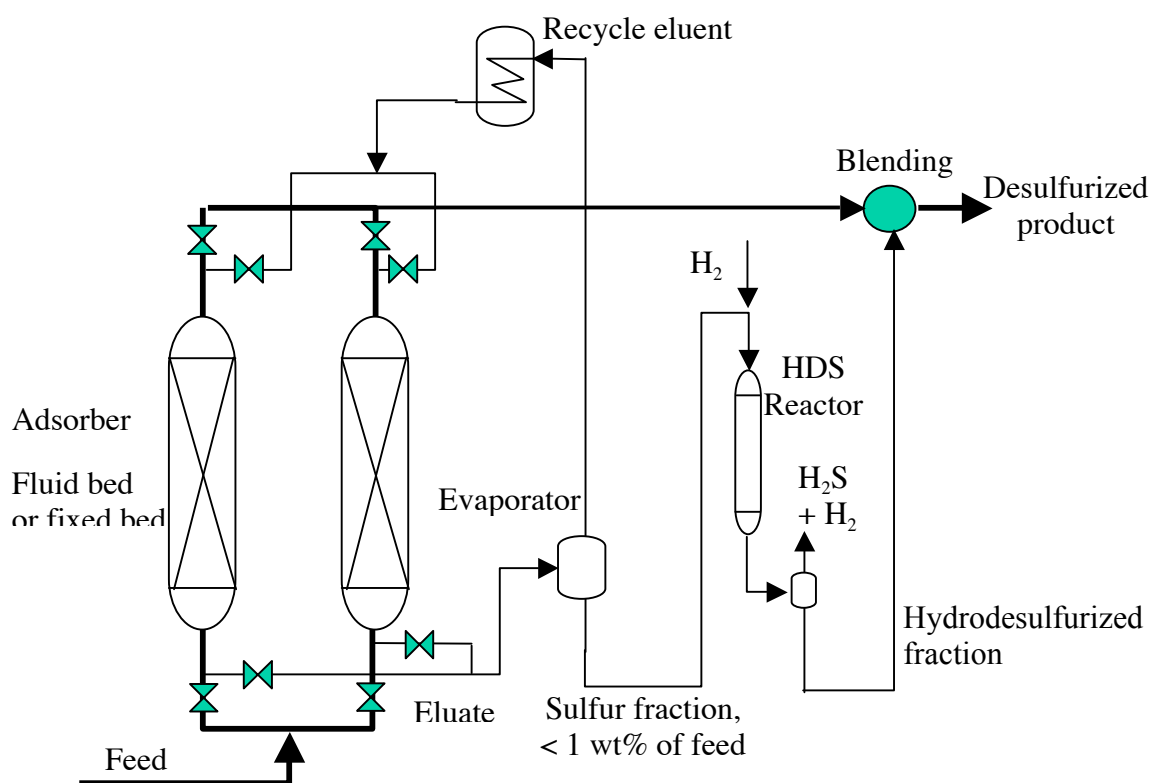 Recycle eluent
Blending
Desulfurized
product
H₂
HDS
Reactor
Adsorber
Fluid bed
or fixed bed
Evaporator
H₂S
+ H₂
Hydrodesulfurized
fraction
Eluate
Sulfur fraction,
< 1 wt% of feed
Feed